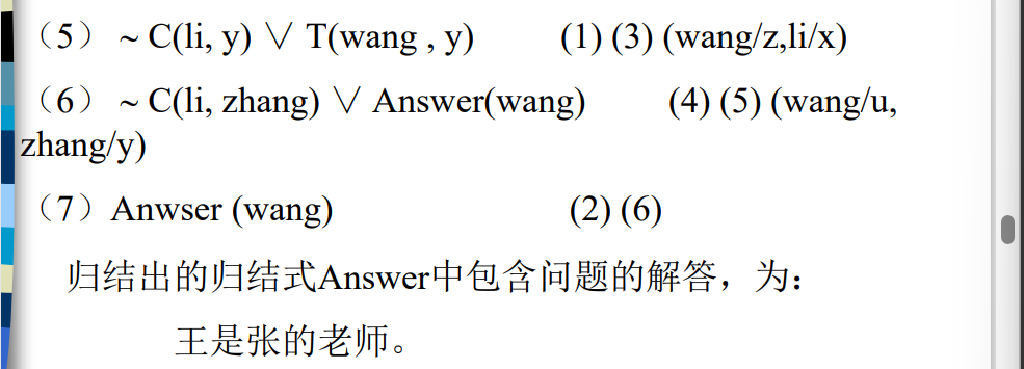 （5） ~ C(li, y) ∨ T(wang , y) (1) (3) (wang/z,li/x)
（6） ~ C(li, zhang) ∨ Answer(wang) (4) (5) (wang/u,
zhang/y)
（7）Anwser (wang) (2) (6)
归结出的归结式Answer中包含问题的解答，为：
王是张的老师。